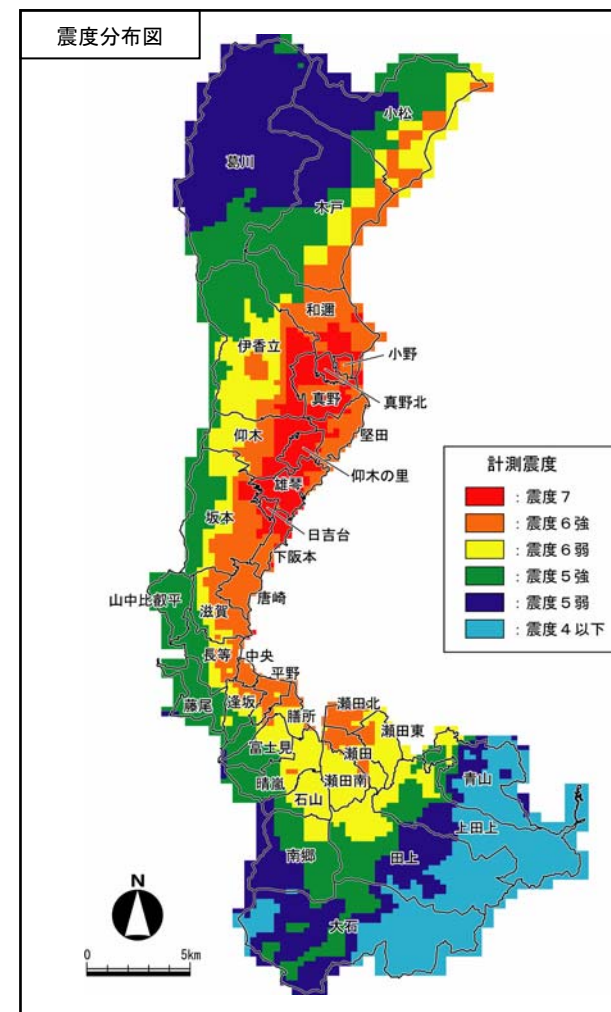 震度分布図
小松
葛川
木戸
和邇
伊香立
小野
真野北
真野
堅田
仰木
仰木の里
雄琴
坂本
日吉台
下阪本
山中比叡平
唐崎
滋賀
長等
中央
平野
藤尾
逢坂
膳所
瀬田北
瀬田東
富士見
瀬田
晴嵐
瀬田南
石山
青山
上田上
南郷
田上
大石
計測震度
：震度7
：震度6強
：震度6弱
：震度5強
：震度5弱
：震度4以下
N
0 5km